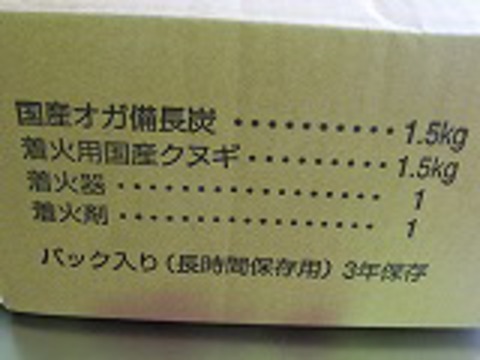 国産オガ備長炭 ・・・・・・・・・・ 1.5kg
着火用国産クヌギ・・・・・・・・・ 1.5kg
着火器 ・・・・・・・・・・・・・・・・・ 1
着火剤 ・・・・・・・・・・・・・・・・・ 1
パック入り（長時間保存用）3年保存